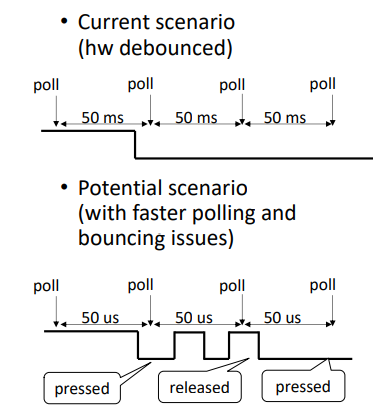 • Current scenario
(hw debounced)
poll poll poll poll
50 ms 50 ms 50 ms
• Potential scenario
(with faster polling and
bouncing issues)
poll poll poll poll
50 us 50 us 50 us
pressed released pressed